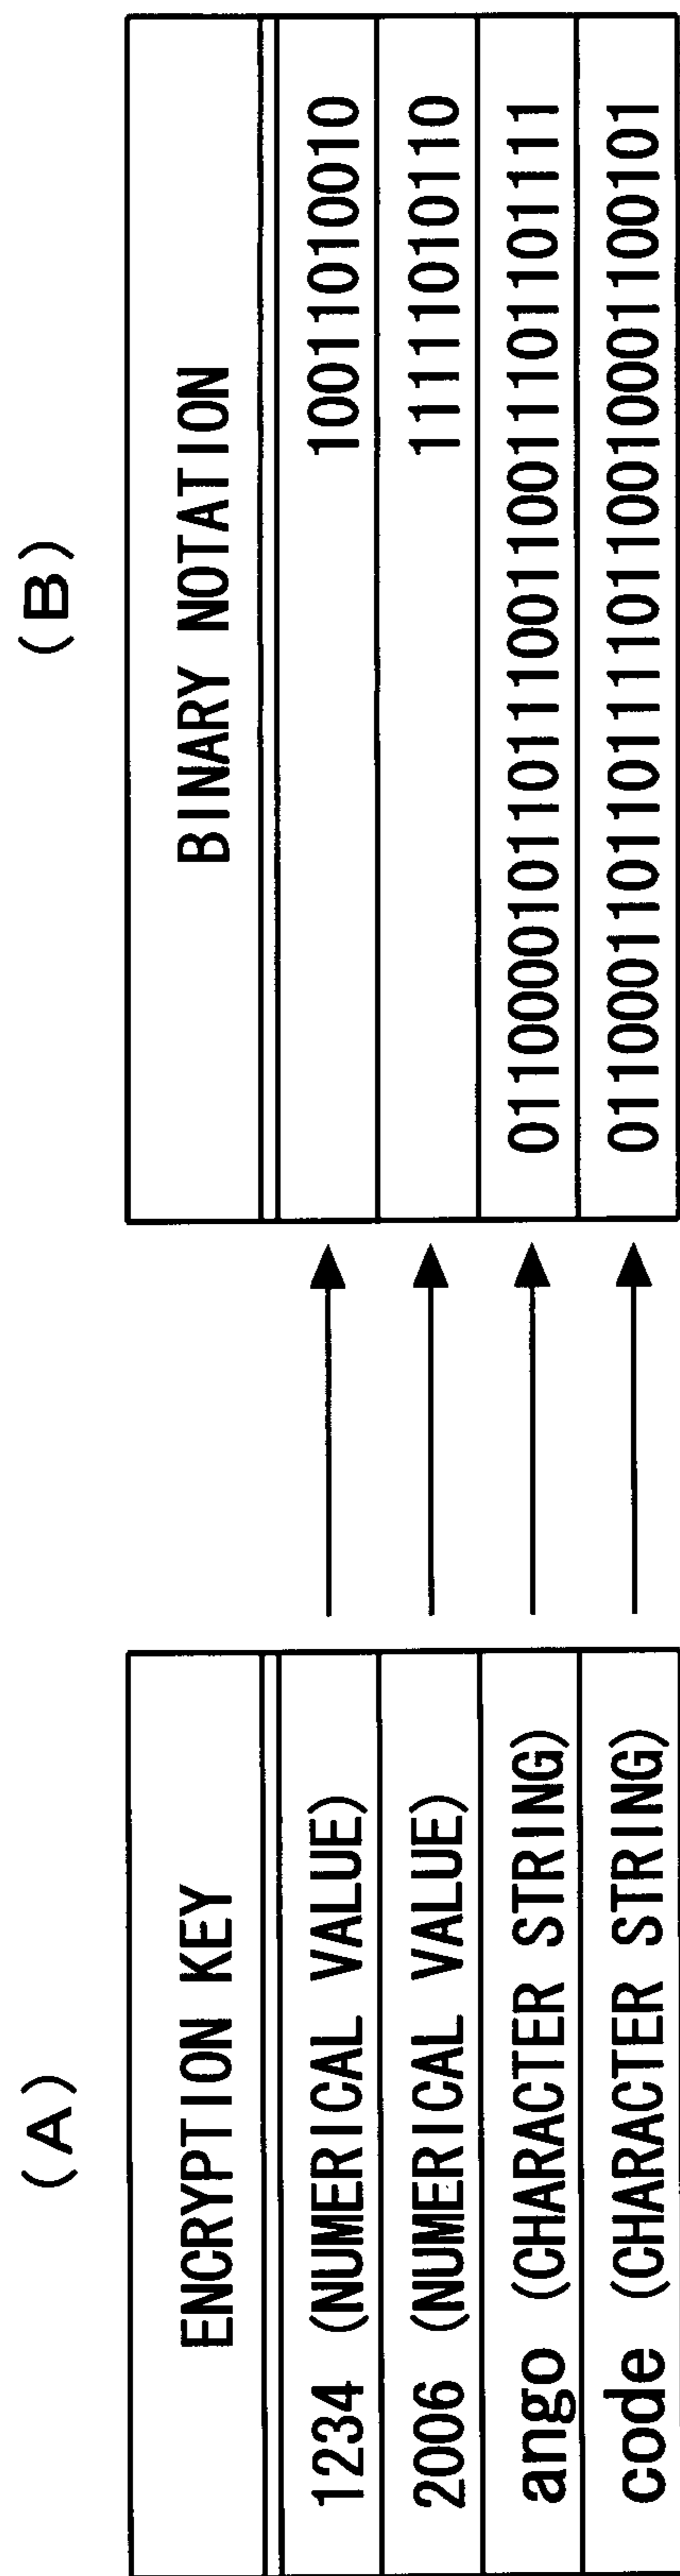 (A)
ENCRYPTION KEY
1234 (NUMERICAL VALUE)
2006 (NUMERICAL VALUE)
ango (CHARACTER STRING)
code (CHARACTER STRING)
(B)
BINARY NOTATION
10011010010
11111010110
01100001011011100110011101101111
01100011011011110110010001100101